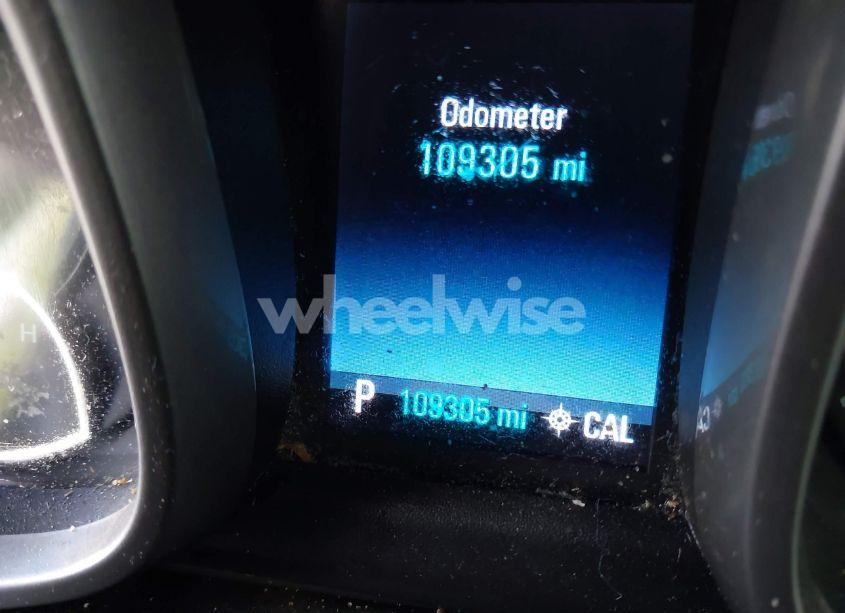 Odometer
109305 mi
wheelwise
H
P 109305 mi CAL